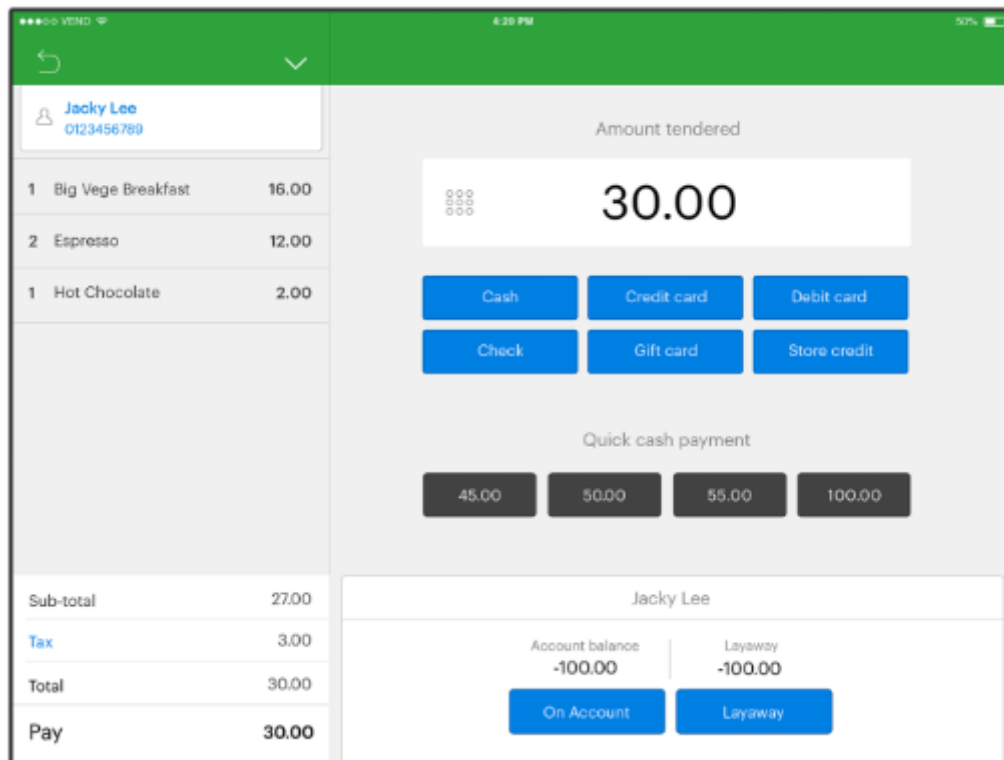 VEND
4:20 PM
50%
Jacky Lee
0123456789
1 Big Vege Breakfast 16.00
2 Espresso 12.00
1 Hot Chocolate 2.00
Sub-total 27.00
Tax 3.00
Total 30.00
Pay 30.00
Amount tendered
30.00
Cash Credit card Debit card
Check Gift card Store credit
Quick cash payment
45.00 50.00 55.00 100.00
Jacky Lee
Account balance Layaway
-100.00 -100.00
On Account Layaway